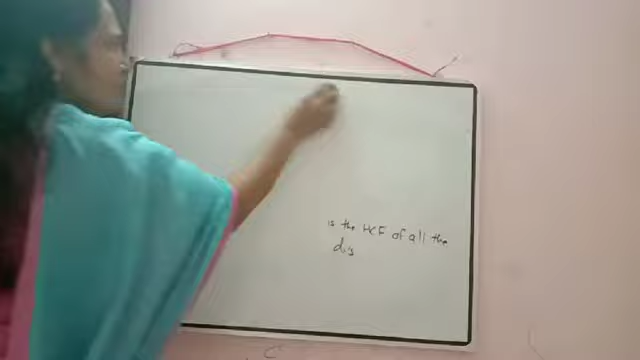 is the HCF of all the